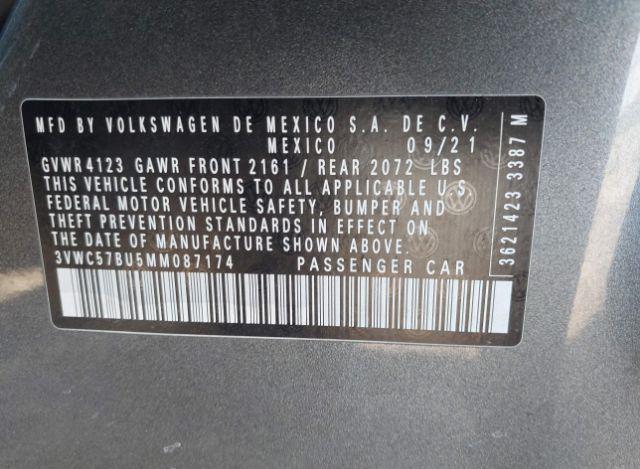 MFD BY VOLKSWAGEN DE MEXICO S.A. DE C.V.
MEXICO 09/21
GVWR 4123 GAWR FRONT 2161 / REAR 2072 LBS
THIS VEHICLE CONFORMS TO ALL APPLICABLE U.S.
FEDERAL MOTOR VEHICLE SAFETY, BUMPER AND
THEFT PREVENTION STANDARDS IN EFFECT ON
THE DATE OF MANUFACTURE SHOWN ABOVE.
3VWC57BU5MM087174 PASSENGER CAR
3621423 3387 M